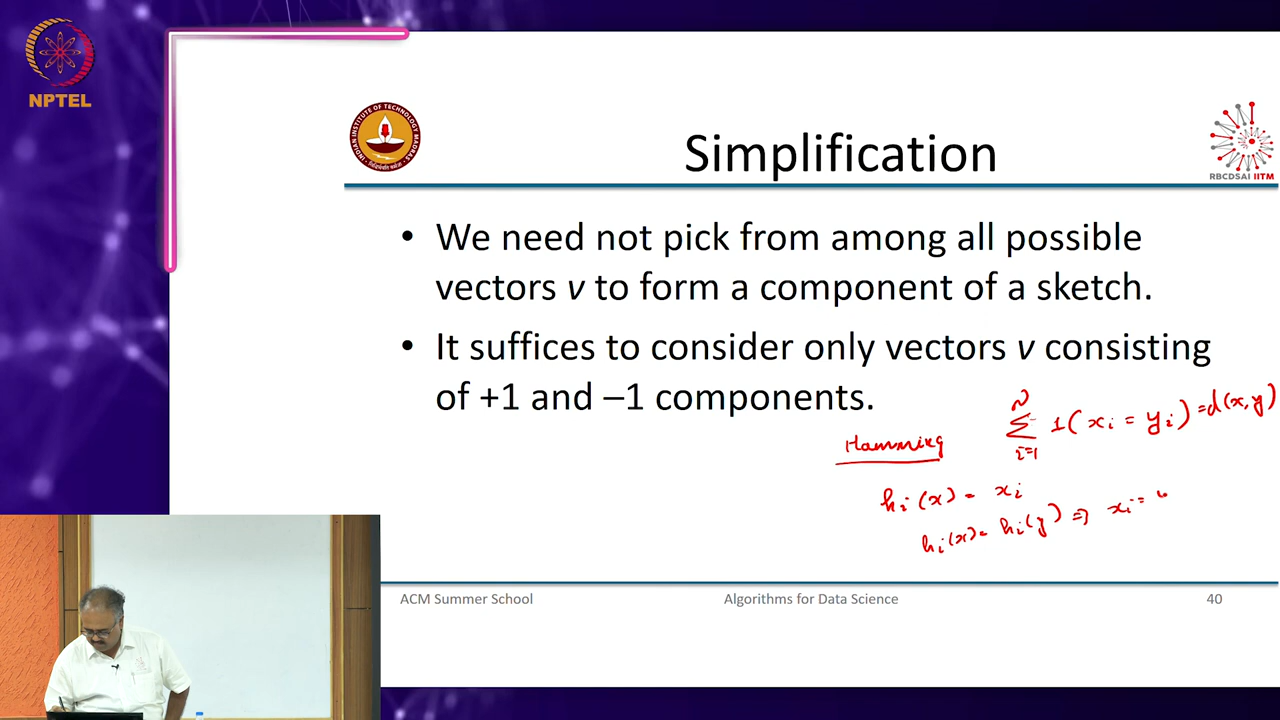 NPTEL
Simplification
RBCDSAI IITM
• We need not pick from among all possible
vectors v to form a component of a sketch.
• It suffices to consider only vectors v consisting
of +1 and –1 components.
Hamming
N
∑ 1(xi = yi) = d(x,y)
i=1
hi(x) = xi
hi(x) = hi(y) ⇒ xi =
ACM Summer School
Algorithms for Data Science
40